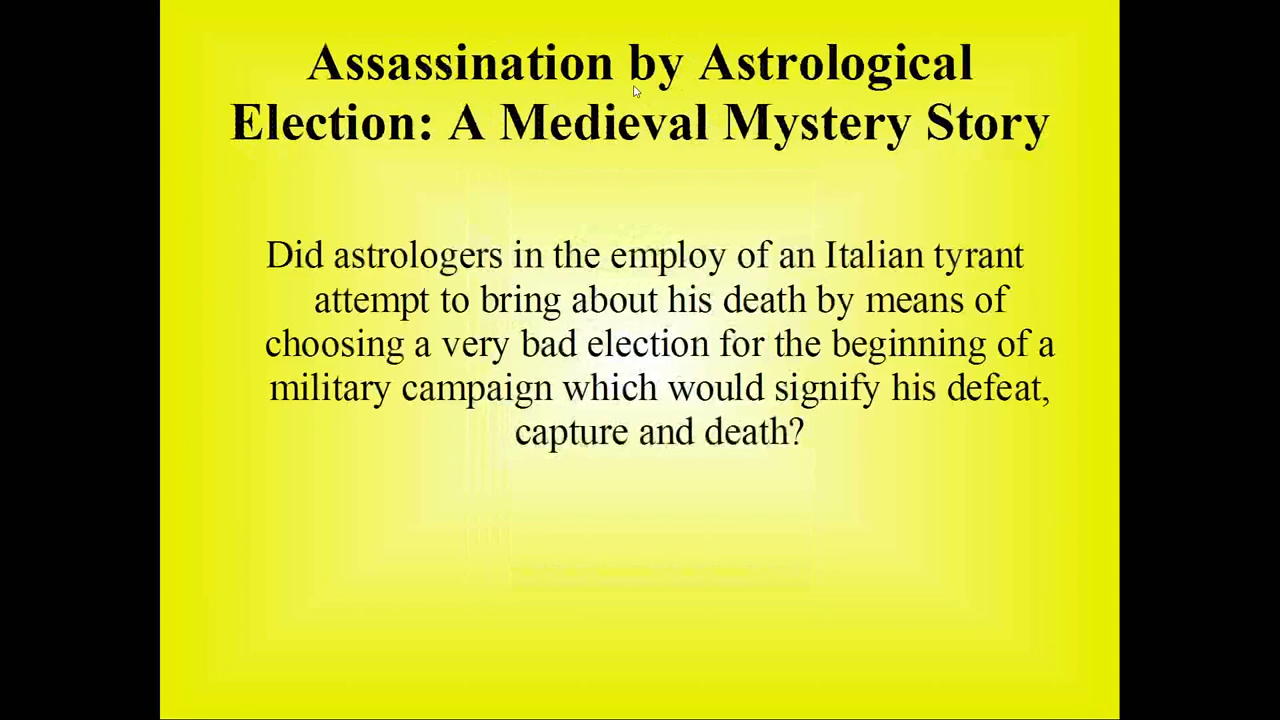 Assassination by Astrological
Election: A Medieval Mystery Story
Did astrologers in the employ of an Italian tyrant
attempt to bring about his death by means of
choosing a very bad election for the beginning of a
military campaign which would signify his defeat,
capture and death?